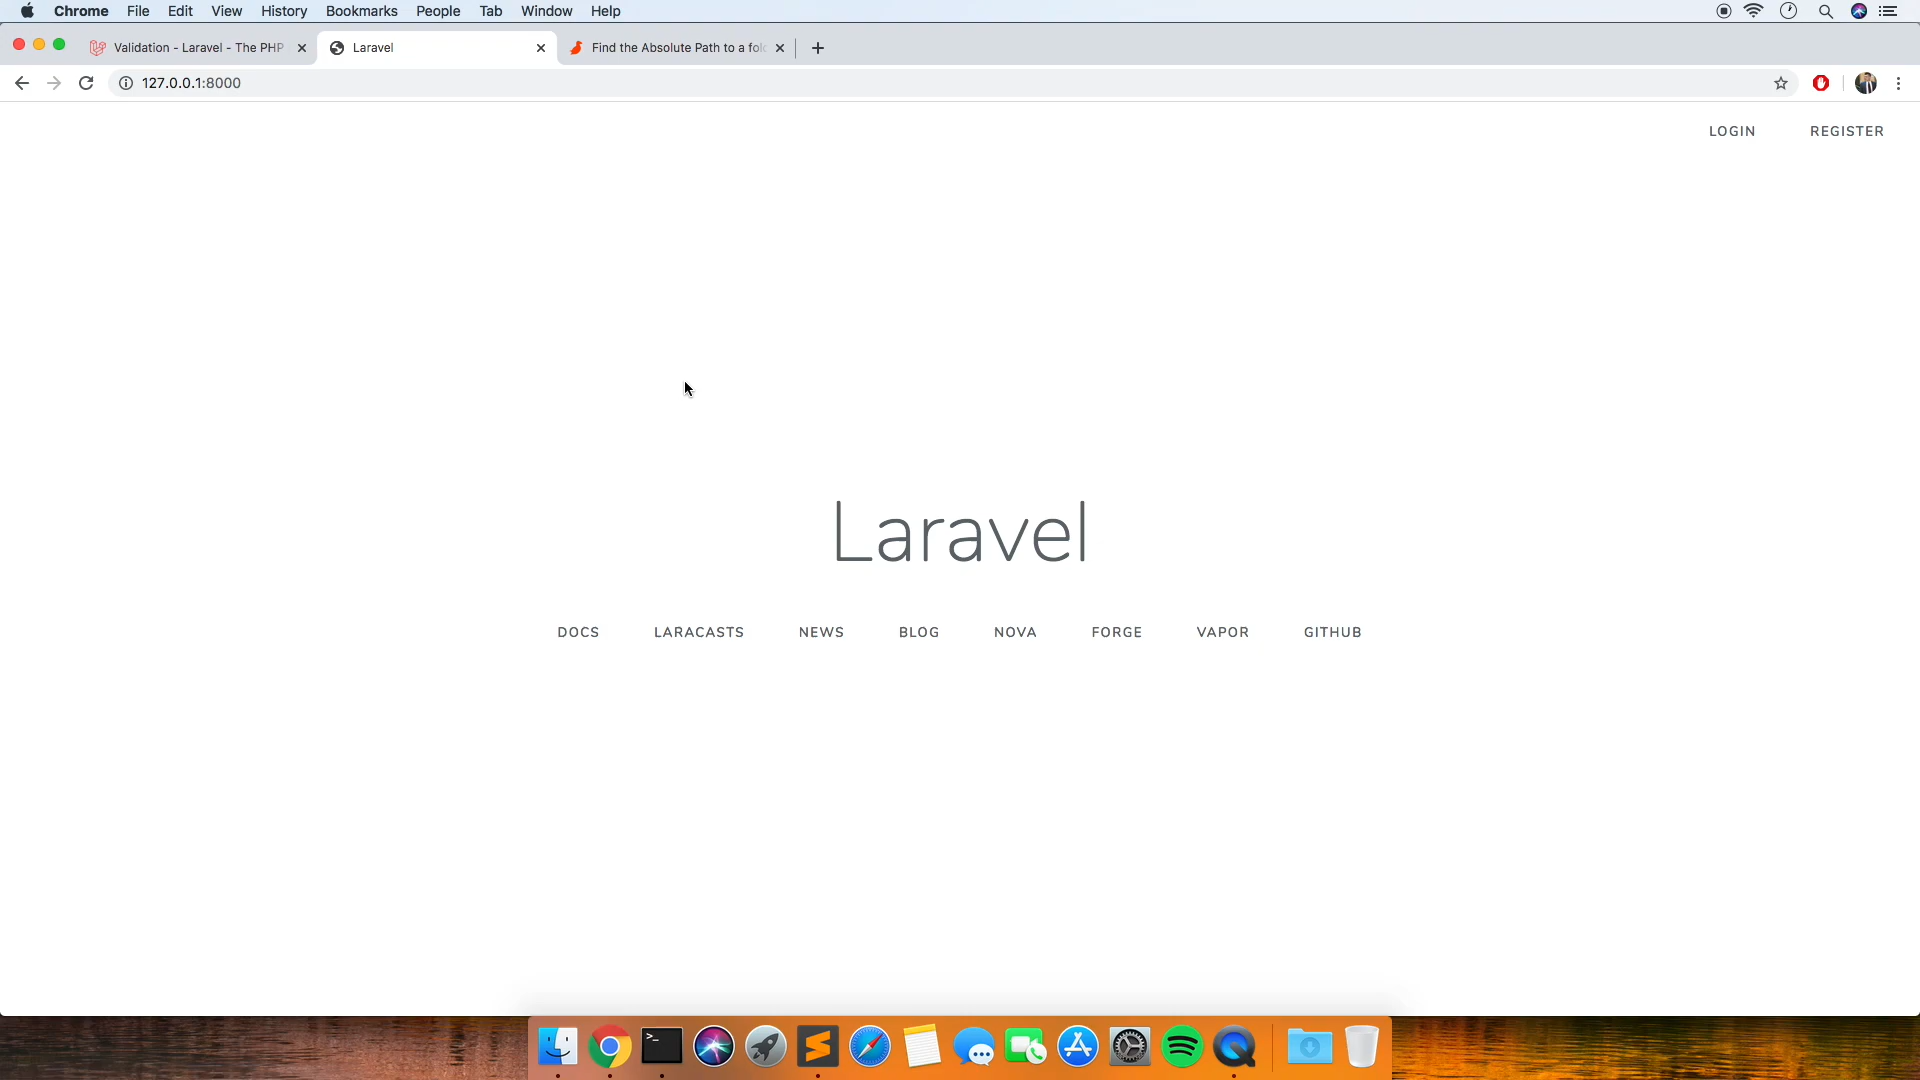 Chrome File Edit View History Bookmarks People Tab Window Help
Validation - Laravel - The PHP
Laravel
Find the Absolute Path to a fol
127.0.0.1:8000
LOGIN REGISTER
Laravel
DOCS LARACASTS NEWS BLOG NOVA FORGE VAPOR GITHUB